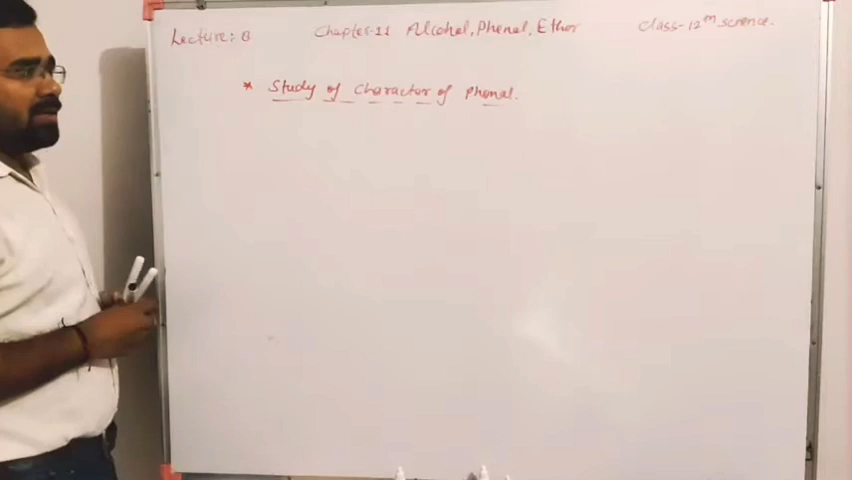 Lecture: 8 Chapter-11 Alcohol, Phenol, Ether Class-12th science.
* Study of Character of Phenol.